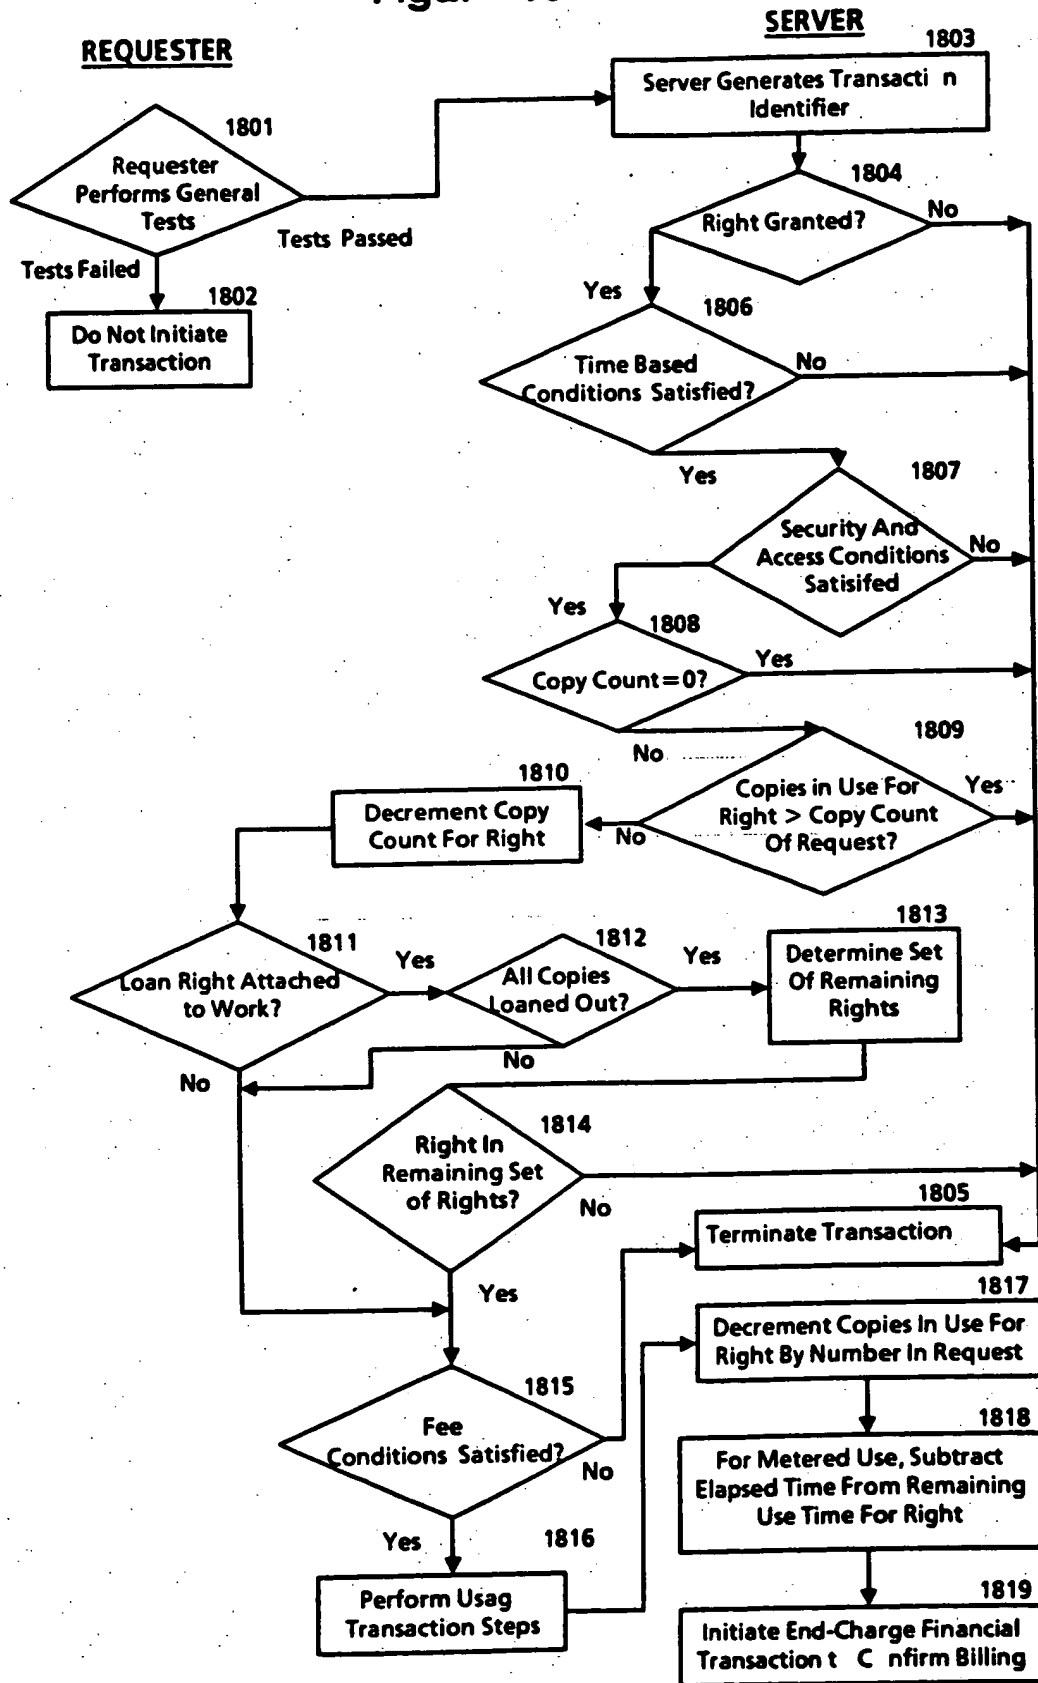 REQUESTER
SERVER
1803
Server Generates Transacti n
Identifier
1801
Requester
Performs General
Tests
Tests Passed
Tests Failed
1802
Do Not Initiate
Transaction
1804
Right Granted?
No
Yes
1806
Time Based
Conditions Satisfied?
No
Yes
1807
Security And
Access Conditions
Satisifed
No
Yes
1808
Copy Count=0?
Yes
No
1809
Copies in Use For
Right > Copy Count
Of Request?
Yes
No
1810
Decrement Copy
Count For Right
1811
Loan Right Attached
to Work?
Yes
No
1812
All Copies
Loaned Out?
Yes
No
1813
Determine Set
Of Remaining
Rights
1814
Right In
Remaining Set
of Rights?
No
Yes
1805
Terminate Transaction
1815
Fee
Conditions Satisfied?
No
Yes
1816
Perform Usag
Transaction Steps
1817
Decrement Copies In Use For
Right By Number In Request
1818
For Metered Use, Subtract
Elapsed Time From Remaining
Use Time For Right
1819
Initiate End-Charge Financial
Transaction t C nfirm Billing